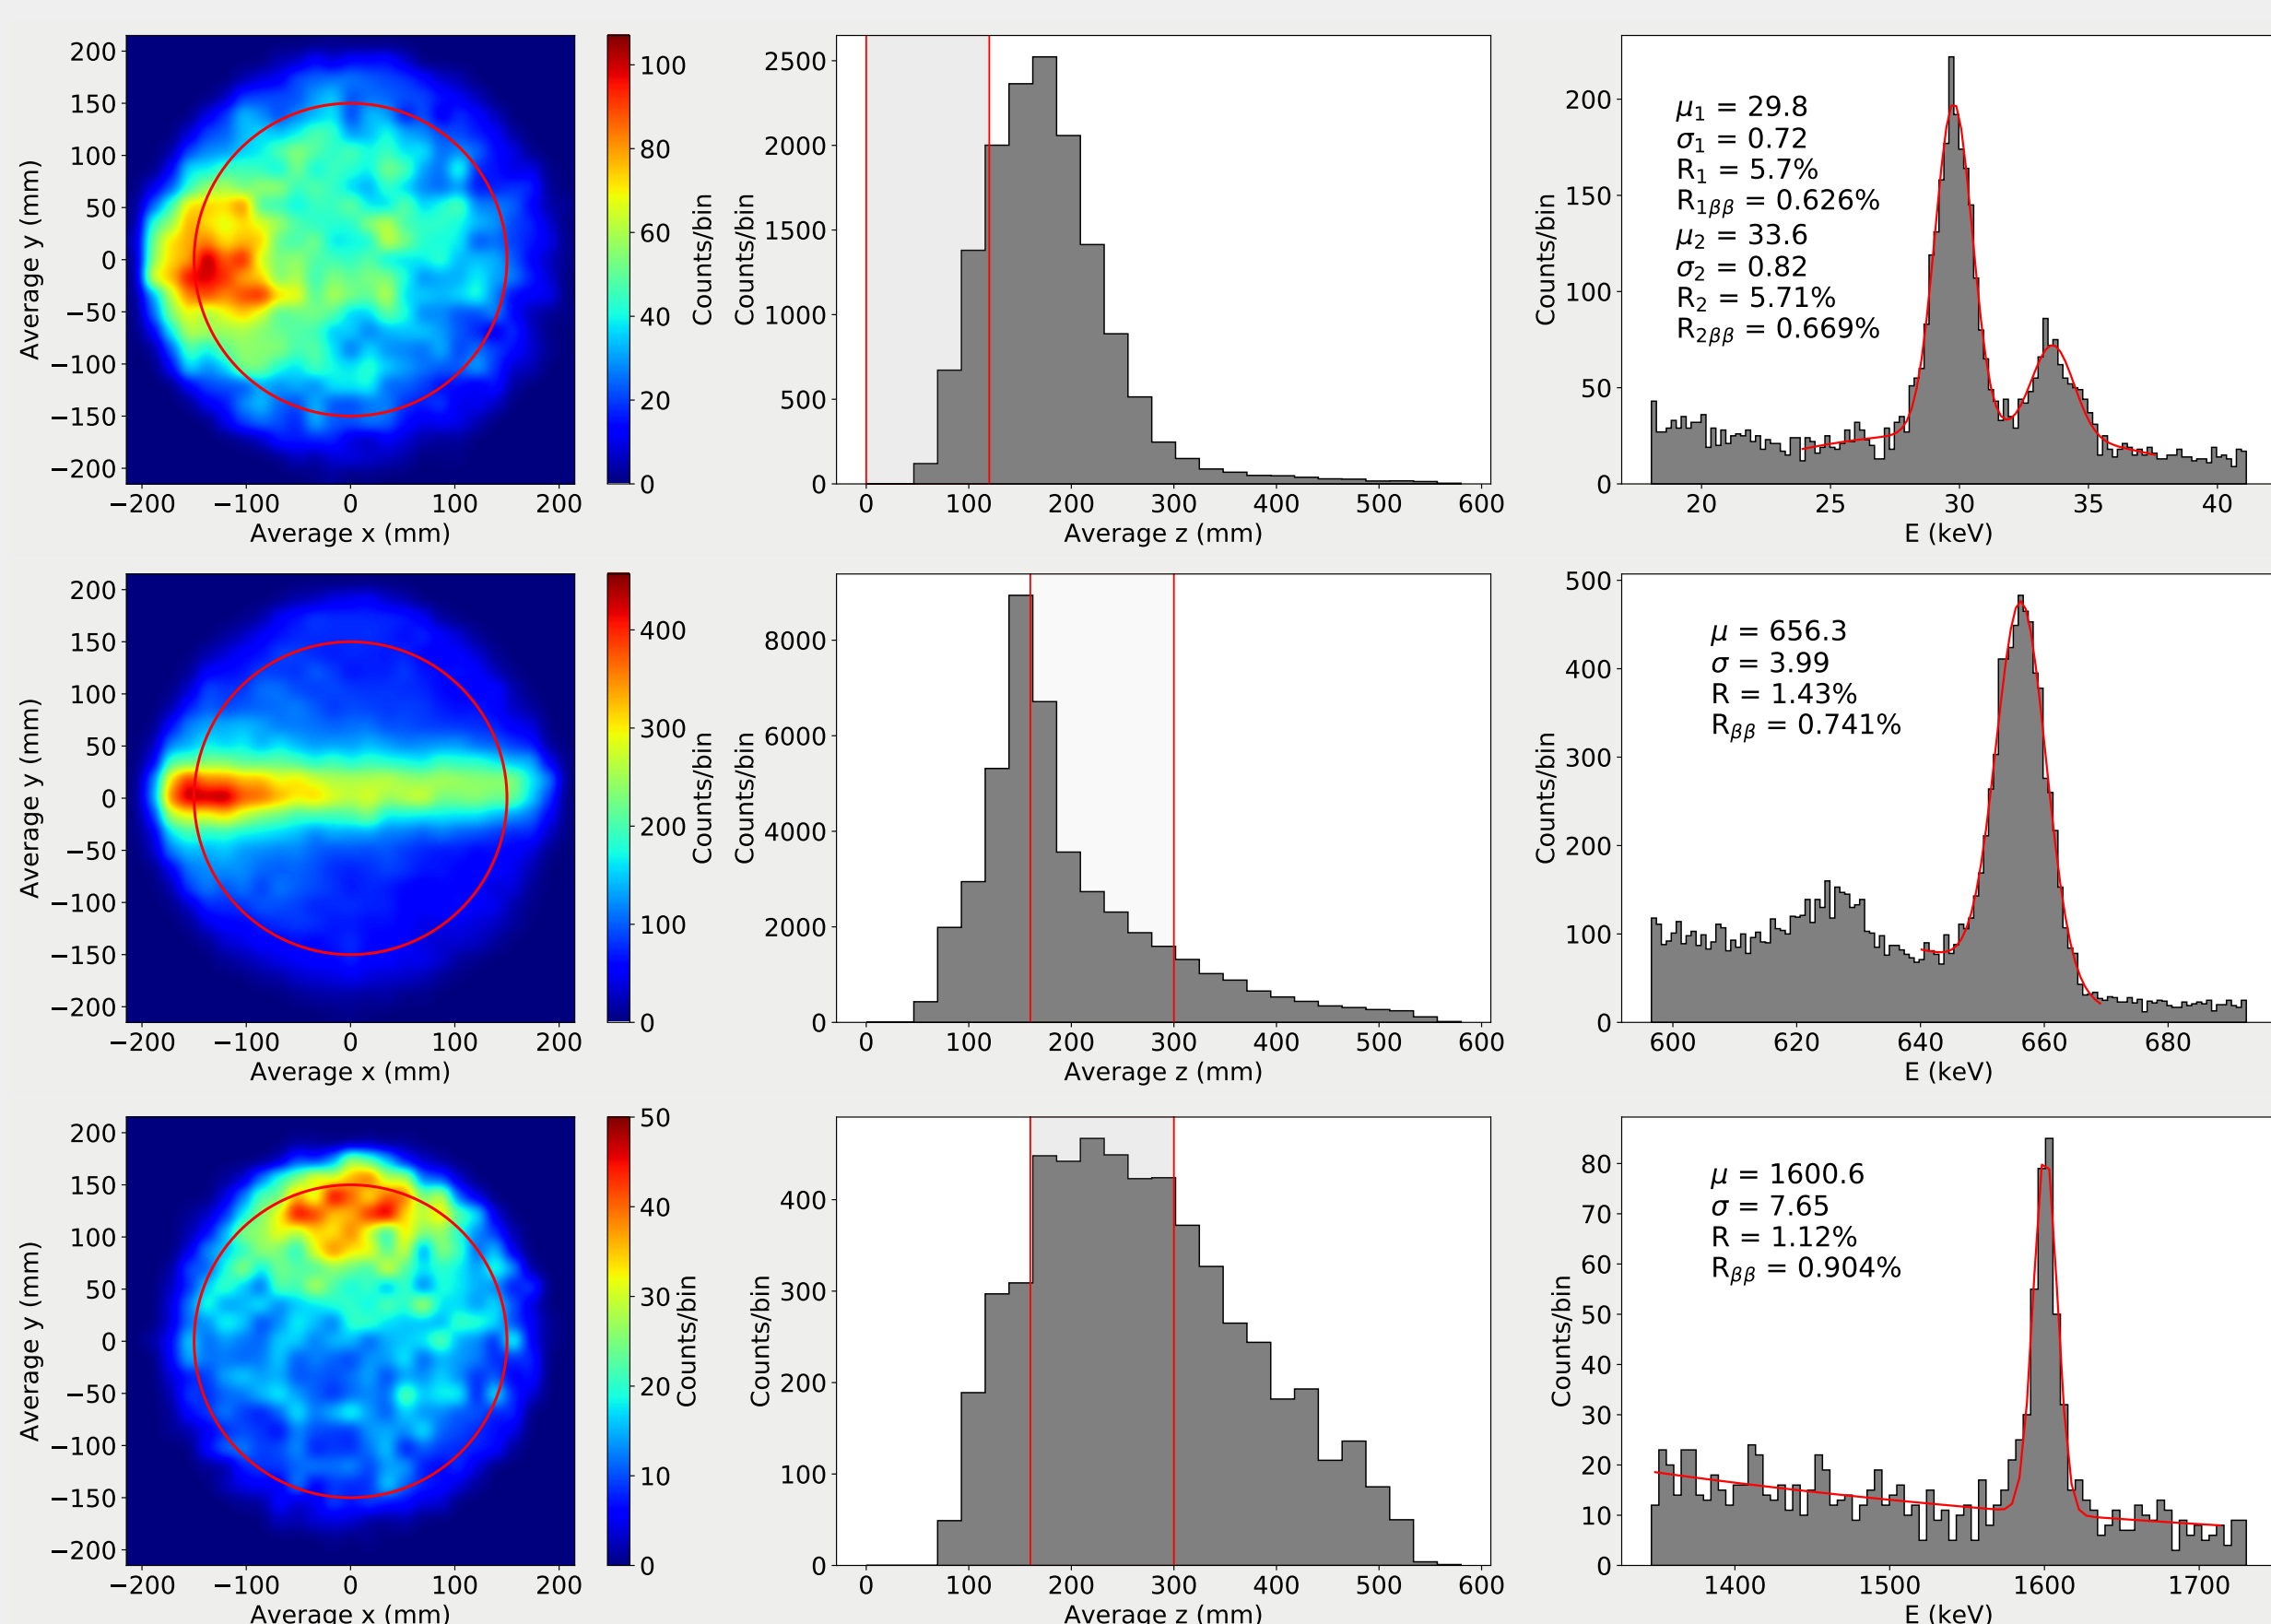 200
150
100
50
0
−50
−100
−150
−200
−200 −100 0 100 200
Average x (mm)
Average y (mm)
100
80
60
40
20
0
Counts/bin
2500
2000
1500
1000
500
0
0 100 200 300 400 500 600
Average z (mm)
Counts/bin
200
150
100
50
0
20 25 30 35 40
E (keV)
Counts/bin
μ1 = 29.8
σ1 = 0.72
R1 = 5.7%
R1ββ = 0.626%
μ2 = 33.6
σ2 = 0.82
R2 = 5.71%
R2ββ = 0.669%
200
150
100
50
0
−50
−100
−150
−200
−200 −100 0 100 200
Average x (mm)
Average y (mm)
400
300
200
100
0
Counts/bin
8000
6000
4000
2000
0
0 100 200 300 400 500 600
Average z (mm)
Counts/bin
500
400
300
200
100
0
600 620 640 660 680
E (keV)
Counts/bin
μ = 656.3
σ = 3.99
R = 1.43%
Rββ = 0.741%
200
150
100
50
0
−50
−100
−150
−200
−200 −100 0 100 200
Average x (mm)
Average y (mm)
50
40
30
20
10
0
Counts/bin
400
300
200
100
0
0 100 200 300 400 500 600
Average z (mm)
Counts/bin
80
70
60
50
40
30
20
10
0
1400 1500 1600 1700
E (keV)
Counts/bin
μ = 1600.6
σ = 7.65
R = 1.12%
Rββ = 0.904%